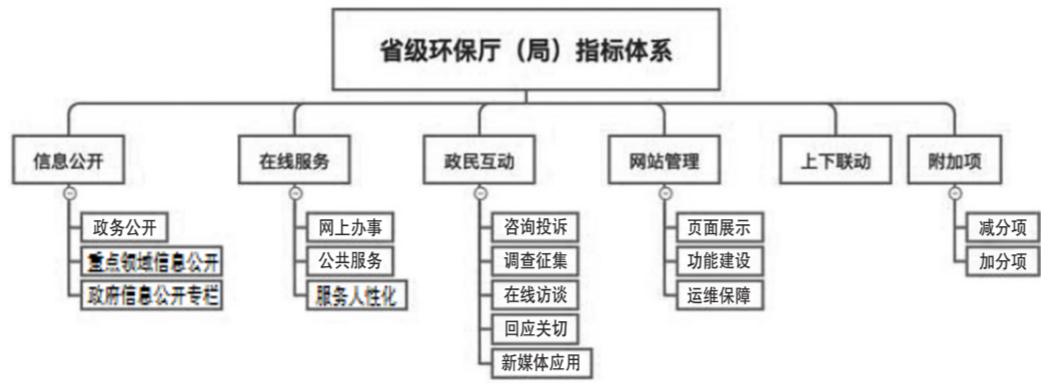 省级环保厅（局）指标体系
信息公开
在线服务
政民互动
网站管理
上下联动
附加项
政务公开
重点领域信息公开
政府信息公开专栏
网上办事
公共服务
服务人性化
咨询投诉
调查征集
在线访谈
回应关切
新媒体应用
页面展示
功能建设
运维保障
减分项
加分项